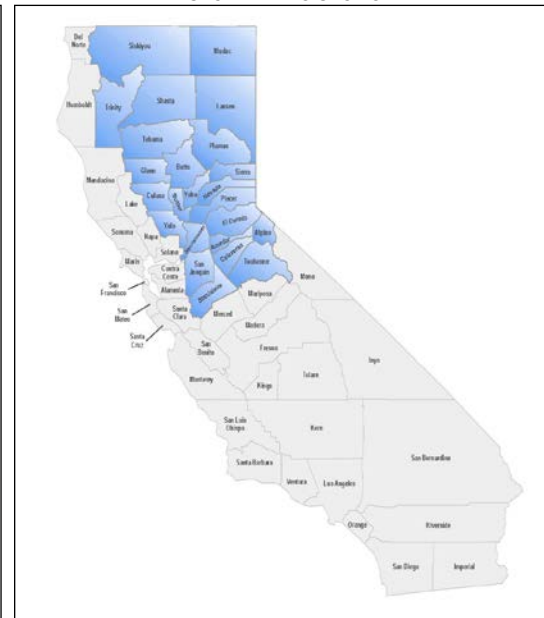 Del
Norte
Siskiyou
Modoc
Humboldt
Trinity
Shasta
Lassen
Tehama
Plumas
Mendocino
Glenn
Butte
Sierra
Colusa
Yuba
Placer
Lake
Yolo
El Dorado
Sonoma
Napa
Alpine
Amador
Solano
Calaveras
Marin
Contra
Costa
San
Joaquin
Tuolumne
Mono
San
Francisco
Alameda
Stanislaus
Mariposa
San
Mateo
Santa
Clara
Merced
Madera
Santa
Cruz
San
Benito
Fresno
Inyo
Monterey
Kings
Tulare
San Luis
Obispo
Kern
San Bernardino
Santa Barbara
Ventura
Los Angeles
Orange
Riverside
San Diego
Imperial